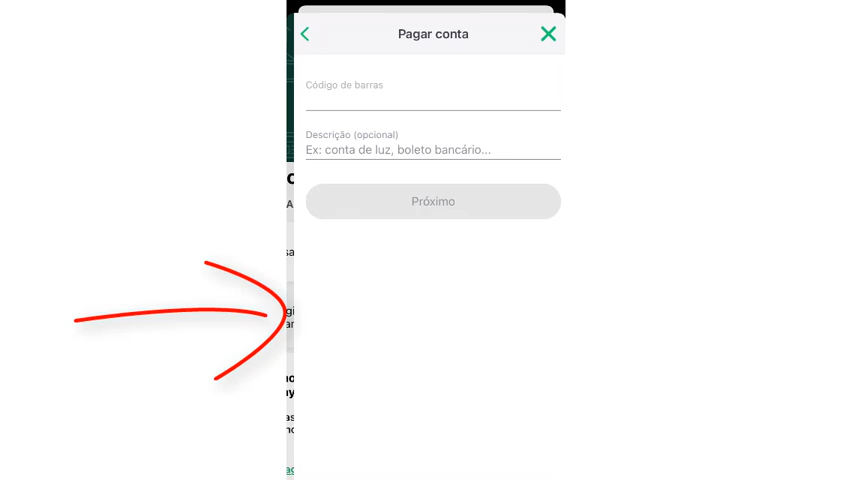 Pagar conta
Código de barras
Descrição (opcional)
Ex: conta de luz, boleto bancário...
Próximo